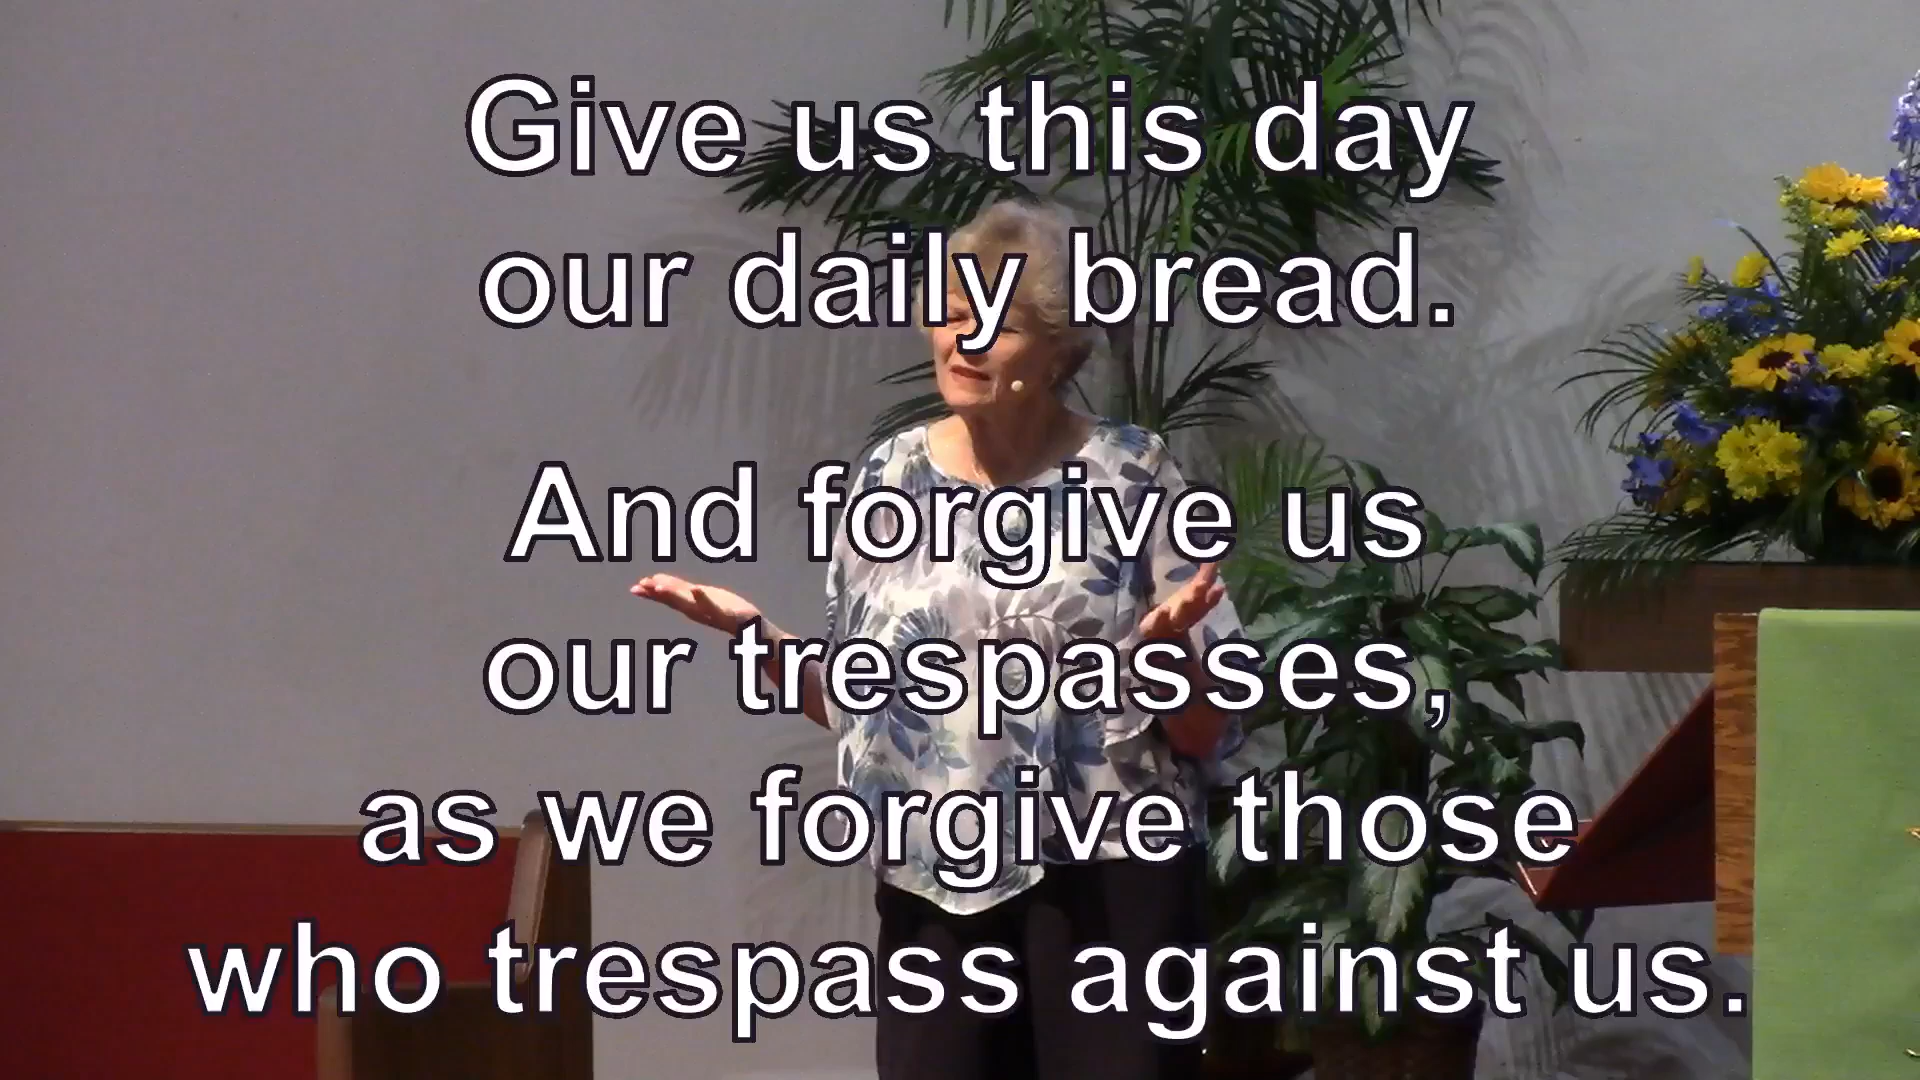 Give us this day
our daily bread.
And forgive us
our trespasses,
as we forgive those
who trespass against us.